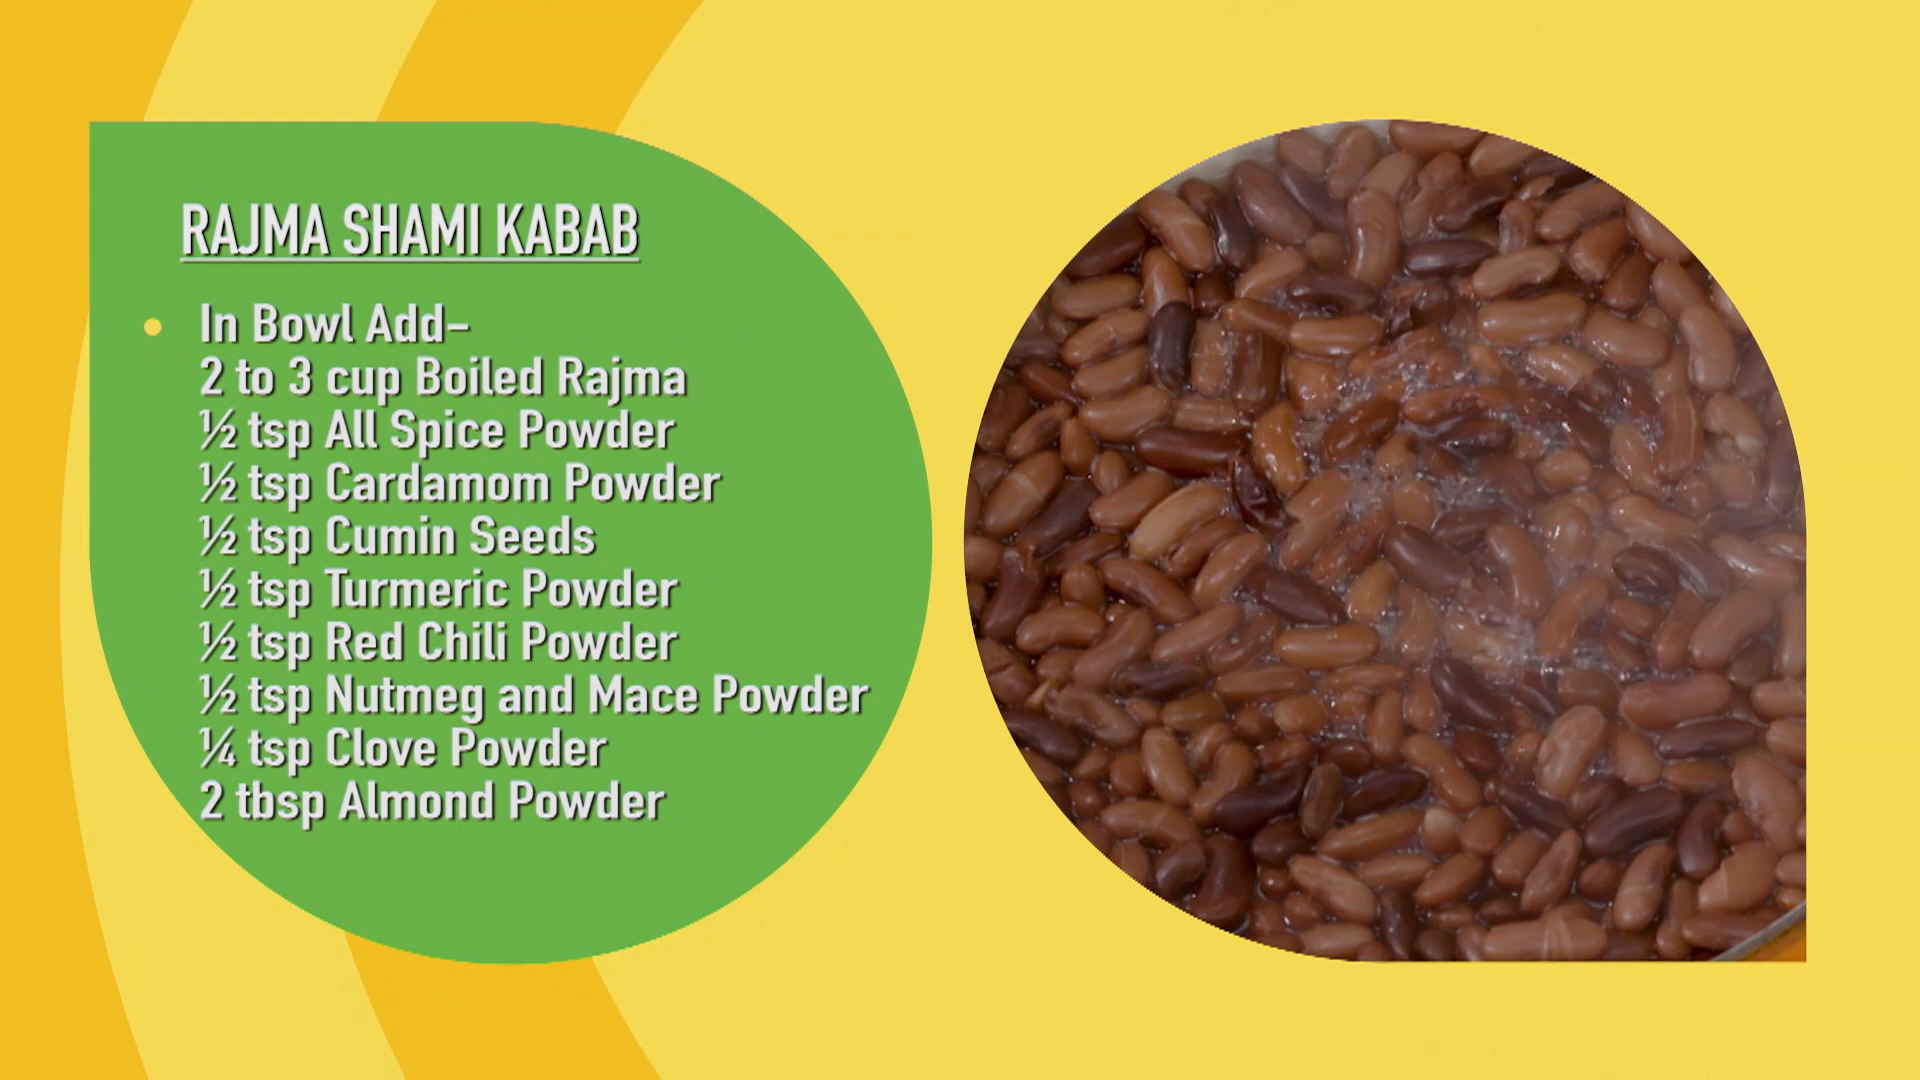 RAJMA SHAMI KABAB
In Bowl Add–
2 to 3 cup Boiled Rajma
½ tsp All Spice Powder
½ tsp Cardamom Powder
½ tsp Cumin Seeds
½ tsp Turmeric Powder
½ tsp Red Chili Powder
½ tsp Nutmeg and Mace Powder
¼ tsp Clove Powder
2 tbsp Almond Powder